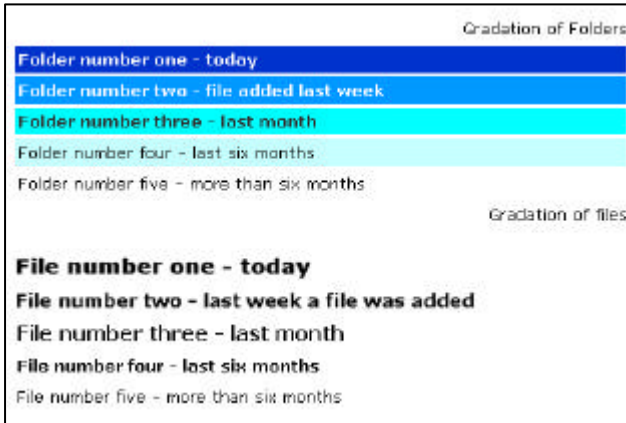 Gradation of Folders
Folder number one - today
Folder number two - file added last week
Folder number three - last month
Folder number four - last six months
Folder number five - more than six months
Gradation of files
File number one - today
File number two - last week a file was added
File number three - last month
File number four - last six months
File number five - more than six months